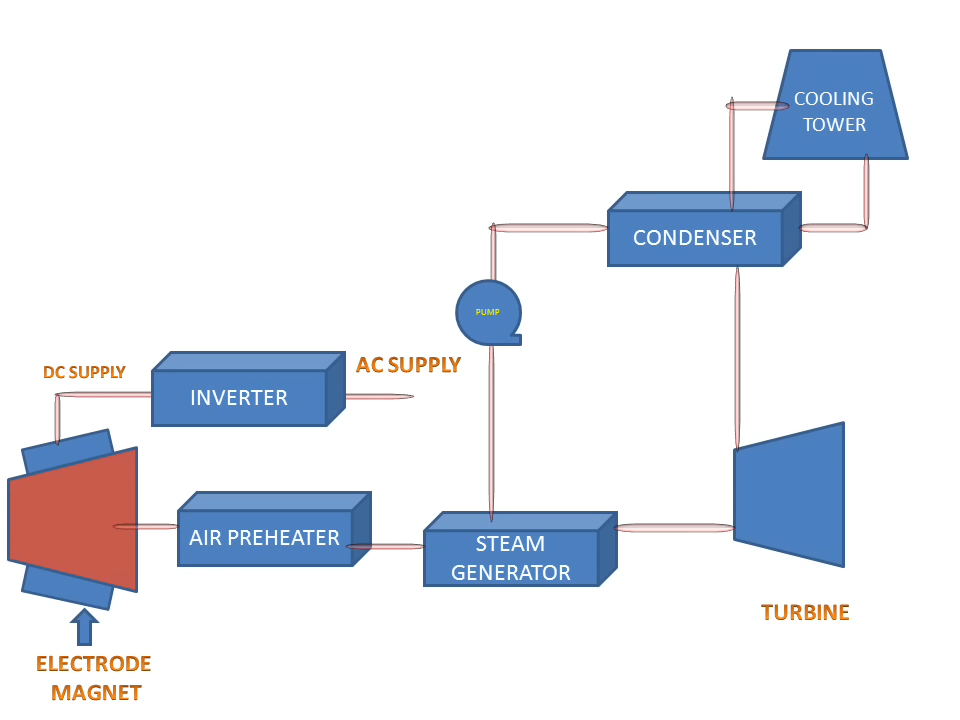 COOLING
TOWER
CONDENSER
PUMP
DC SUPPLY
AC SUPPLY
INVERTER
AIR PREHEATER
STEAM
GENERATOR
TURBINE
ELECTRODE
MAGNET